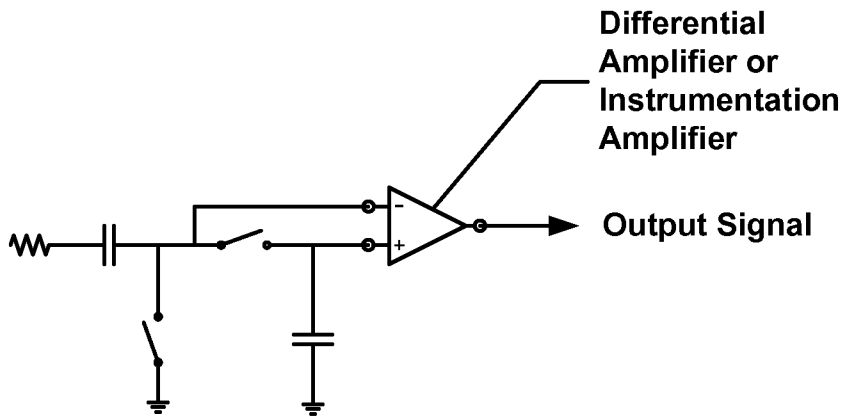 Differential
Amplifier or
Instrumentation
Amplifier
-
+
Output Signal